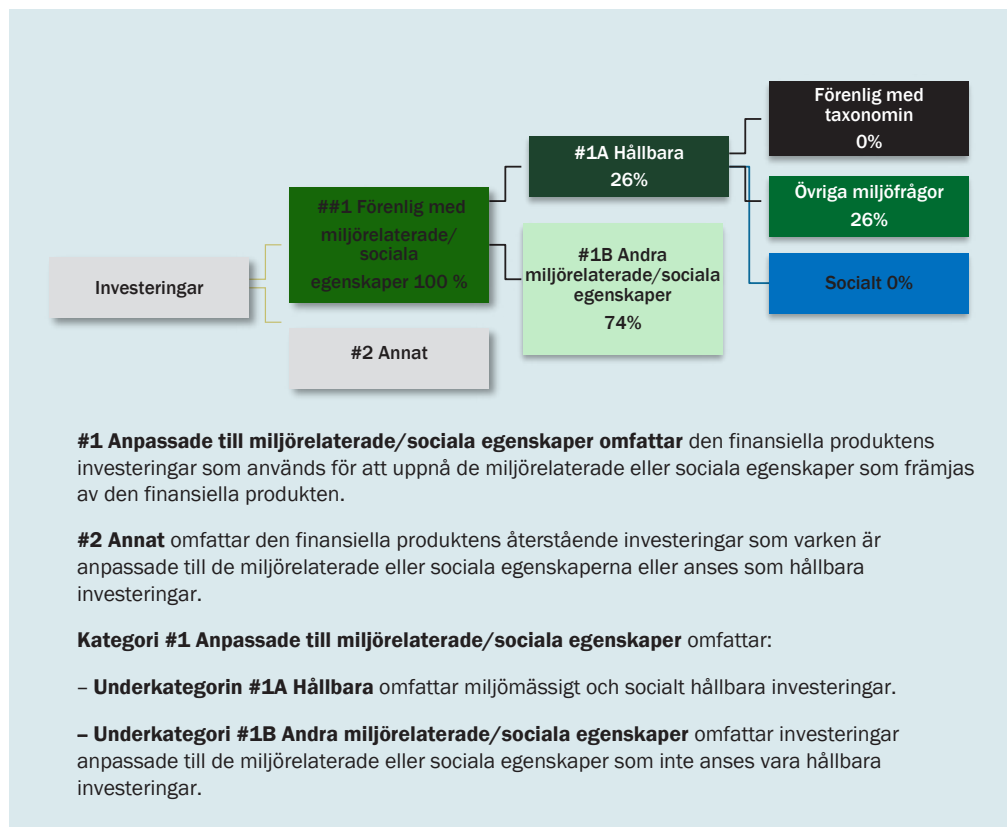 Förenlig med
taxonomin
0%
#1A Hållbara
26%
Övriga miljöfrågor
26%
##1 Förenlig med
miljörelaterade/
sociala
egenskaper 100 %
#1B Andra
miljörelaterade/sociala
egenskaper
74%
Socialt 0%
Investeringar
#2 Annat
#1 Anpassade till miljörelaterade/sociala egenskaper omfattar den finansiella produktens
investeringar som används för att uppnå de miljörelaterade eller sociala egenskaper som främjas
av den finansiella produkten.
#2 Annat omfattar den finansiella produktens återstående investeringar som varken är
anpassade till de miljörelaterade eller sociala egenskaperna eller anses som hållbara
investeringar.
Kategori #1 Anpassade till miljörelaterade/sociala egenskaper omfattar:
– Underkategorin #1A Hållbara omfattar miljömässigt och socialt hållbara investeringar.
– Underkategori #1B Andra miljörelaterade/sociala egenskaper omfattar investeringar
anpassade till de miljörelaterade eller sociala egenskaper som inte anses vara hållbara
investeringar.